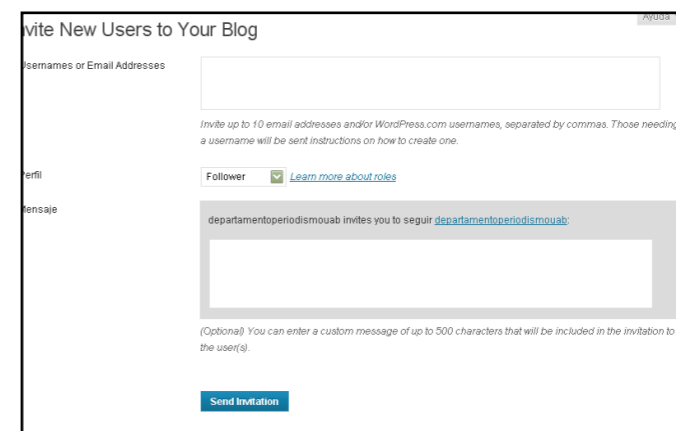 Ayuda
vite New Users to Your Blog
Usernames or Email Addresses
Invite up to 10 email addresses and/or WordPress.com usernames, separated by commas. Those needing
a username will be sent instructions on how to create one.
Perfil
Follower
Learn more about roles
Mensaje
departamentoperiodismouab invites you to seguir departamentoperiodismouab:
(Optional) You can enter a custom message of up to 500 characters that will be included in the invitation to
the user(s).
Send Invitation